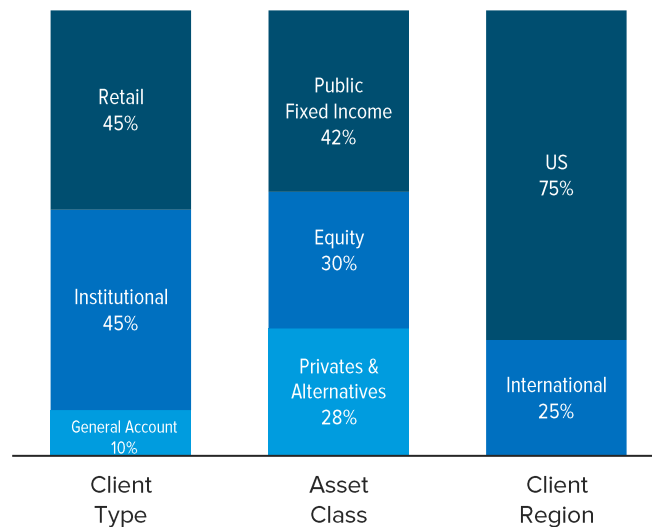 Retail
45%
Institutional
45%
General Account
10%
Public
Fixed Income
42%
Equity
30%
Privates &
Alternatives
28%
US
75%
International
25%
Client
Type
Asset
Class
Client
Region